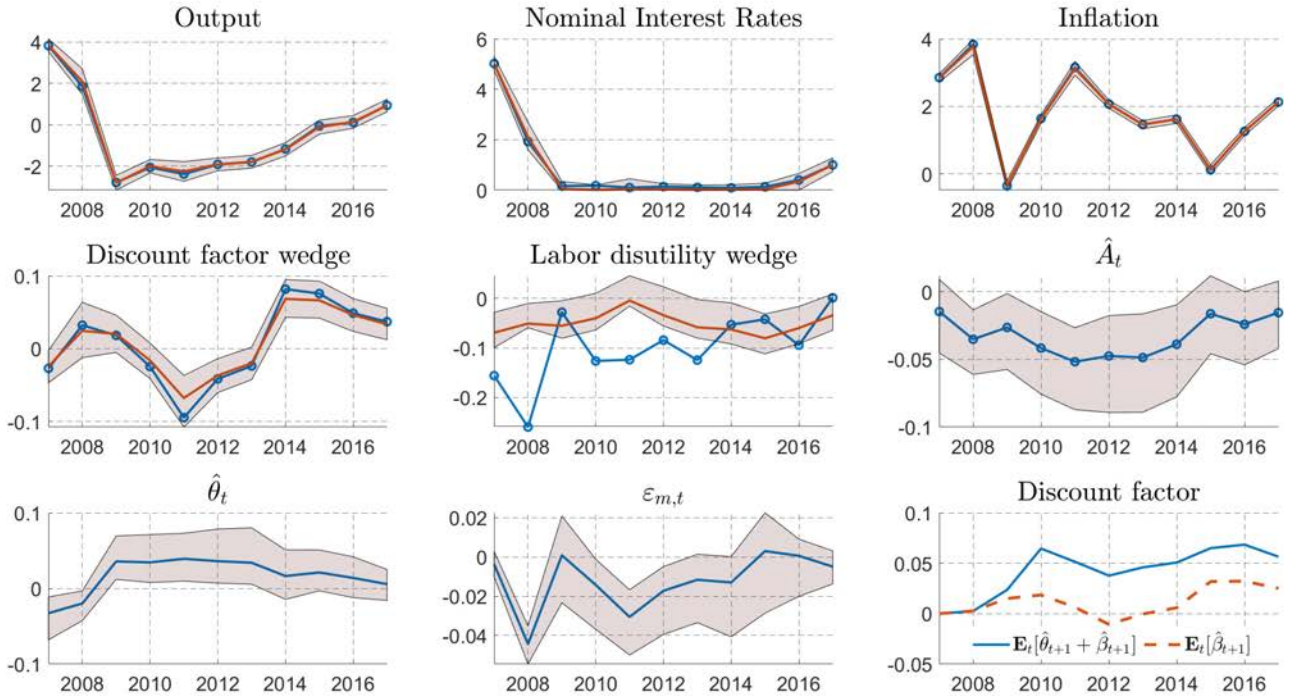 Output
4
2
0
-2
2008 2010 2012 2014 2016
Nominal Interest Rates
6
4
2
0
2008 2010 2012 2014 2016
Inflation
4
2
0
2008 2010 2012 2014 2016
Discount factor wedge
0.1
0
-0.1
2008 2010 2012 2014 2016
Labor disutility wedge
0
-0.1
-0.2
2008 2010 2012 2014 2016
Â_t
0
-0.05
-0.1
2008 2010 2012 2014 2016
θ̂_t
0.1
0
-0.1
2008 2010 2012 2014 2016
ε_{m,t}
0.02
0
-0.02
-0.04
2008 2010 2012 2014 2016
Discount factor
0.1
0.05
0
-0.05
E_t[θ̂_{t+1} + β̂_{t+1}] E_t[β̂_{t+1}]
2008 2010 2012 2014 2016